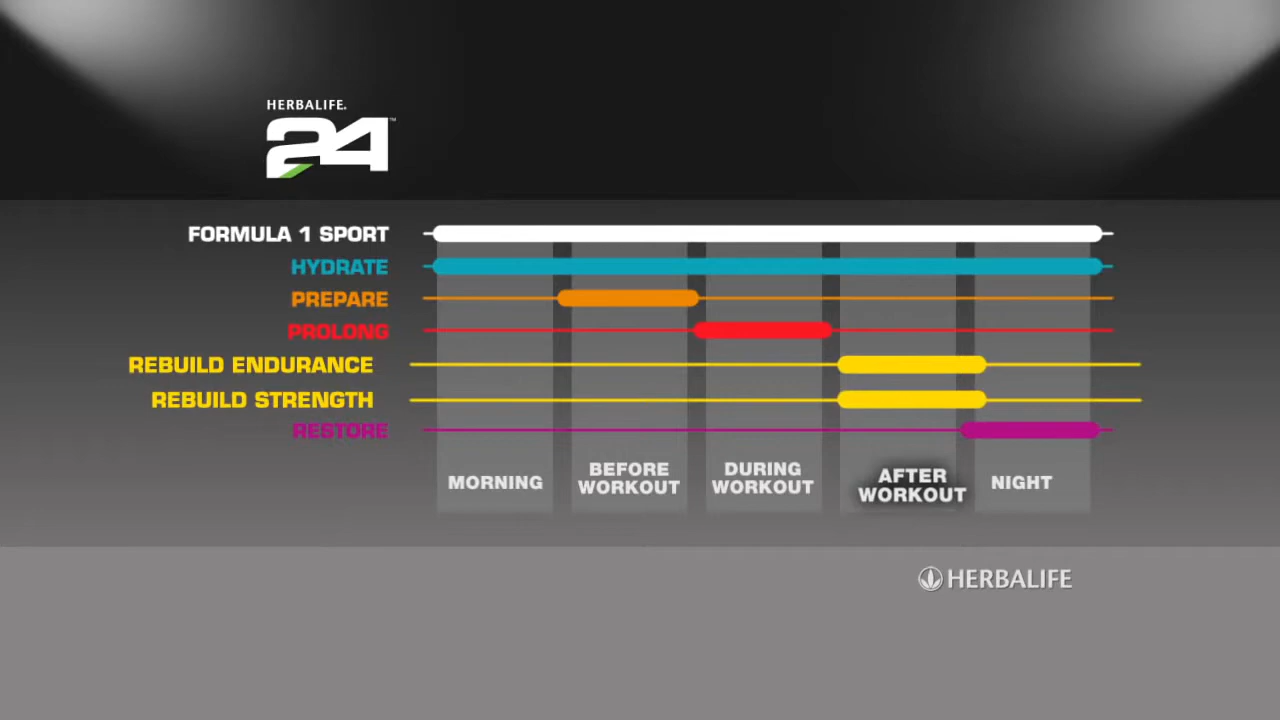 HERBALIFE.
24™
FORMULA 1 SPORT
HYDRATE
PREPARE
PROLONG
REBUILD ENDURANCE
REBUILD STRENGTH
RESTORE
MORNING
BEFORE
WORKOUT
DURING
WORKOUT
AFTER
WORKOUT
NIGHT
HERBALIFE